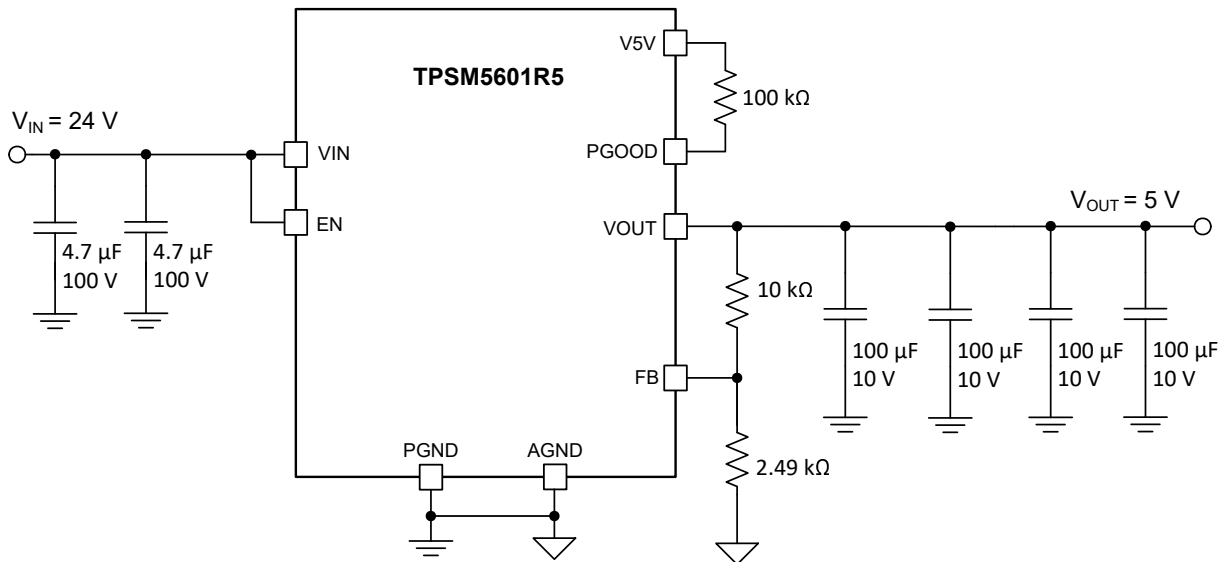 V5V
TPSM5601R5
100 kΩ
VIN = 24 V
VIN
PGOOD
EN
VOUT
VOUT = 5 V
4.7 µF
100 V
4.7 µF
100 V
10 kΩ
100 µF
10 V
100 µF
10 V
100 µF
10 V
100 µF
10 V
FB
PGND
AGND
2.49 kΩ